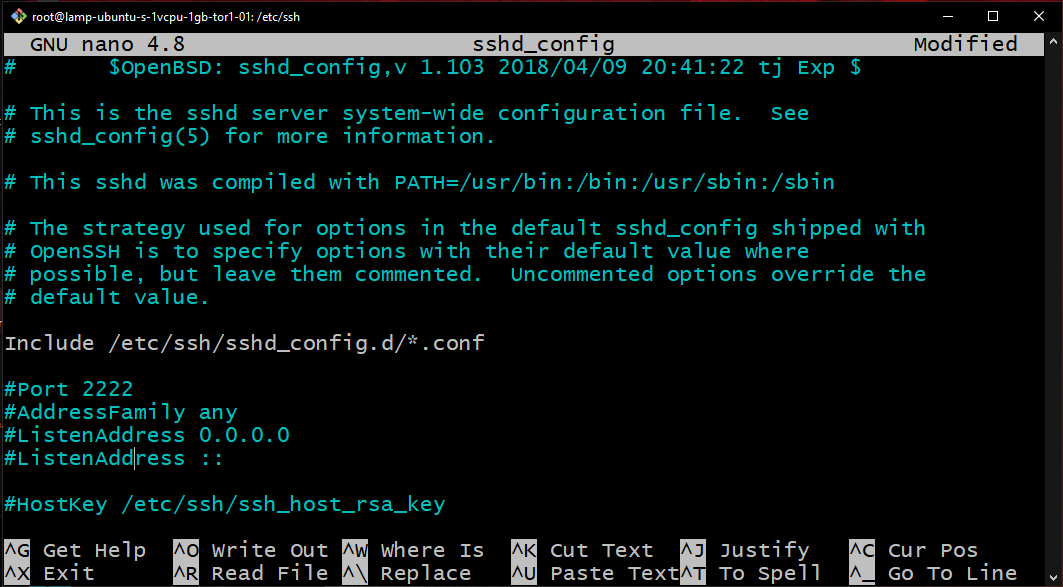 root@lamp-ubuntu-s-1vcpu-1gb-tor1-01: /etc/ssh
GNU nano 4.8 sshd_config Modified
# $OpenBSD: sshd_config,v 1.103 2018/04/09 20:41:22 tj Exp $
# This is the sshd server system-wide configuration file. See
# sshd_config(5) for more information.
# This sshd was compiled with PATH=/usr/bin:/bin:/usr/sbin:/sbin
# The strategy used for options in the default sshd_config shipped with
# OpenSSH is to specify options with their default value where
# possible, but leave them commented. Uncommented options override the
# default value.
Include /etc/ssh/sshd_config.d/*.conf
#Port 2222
#AddressFamily any
#ListenAddress 0.0.0.0
#ListenAddress ::
#HostKey /etc/ssh/ssh_host_rsa_key
^G Get Help ^O Write Out ^W Where Is ^K Cut Text ^J Justify ^C Cur Pos
^X Exit ^R Read File ^\ Replace ^U Paste Text ^T To Spell ^_ Go To Line